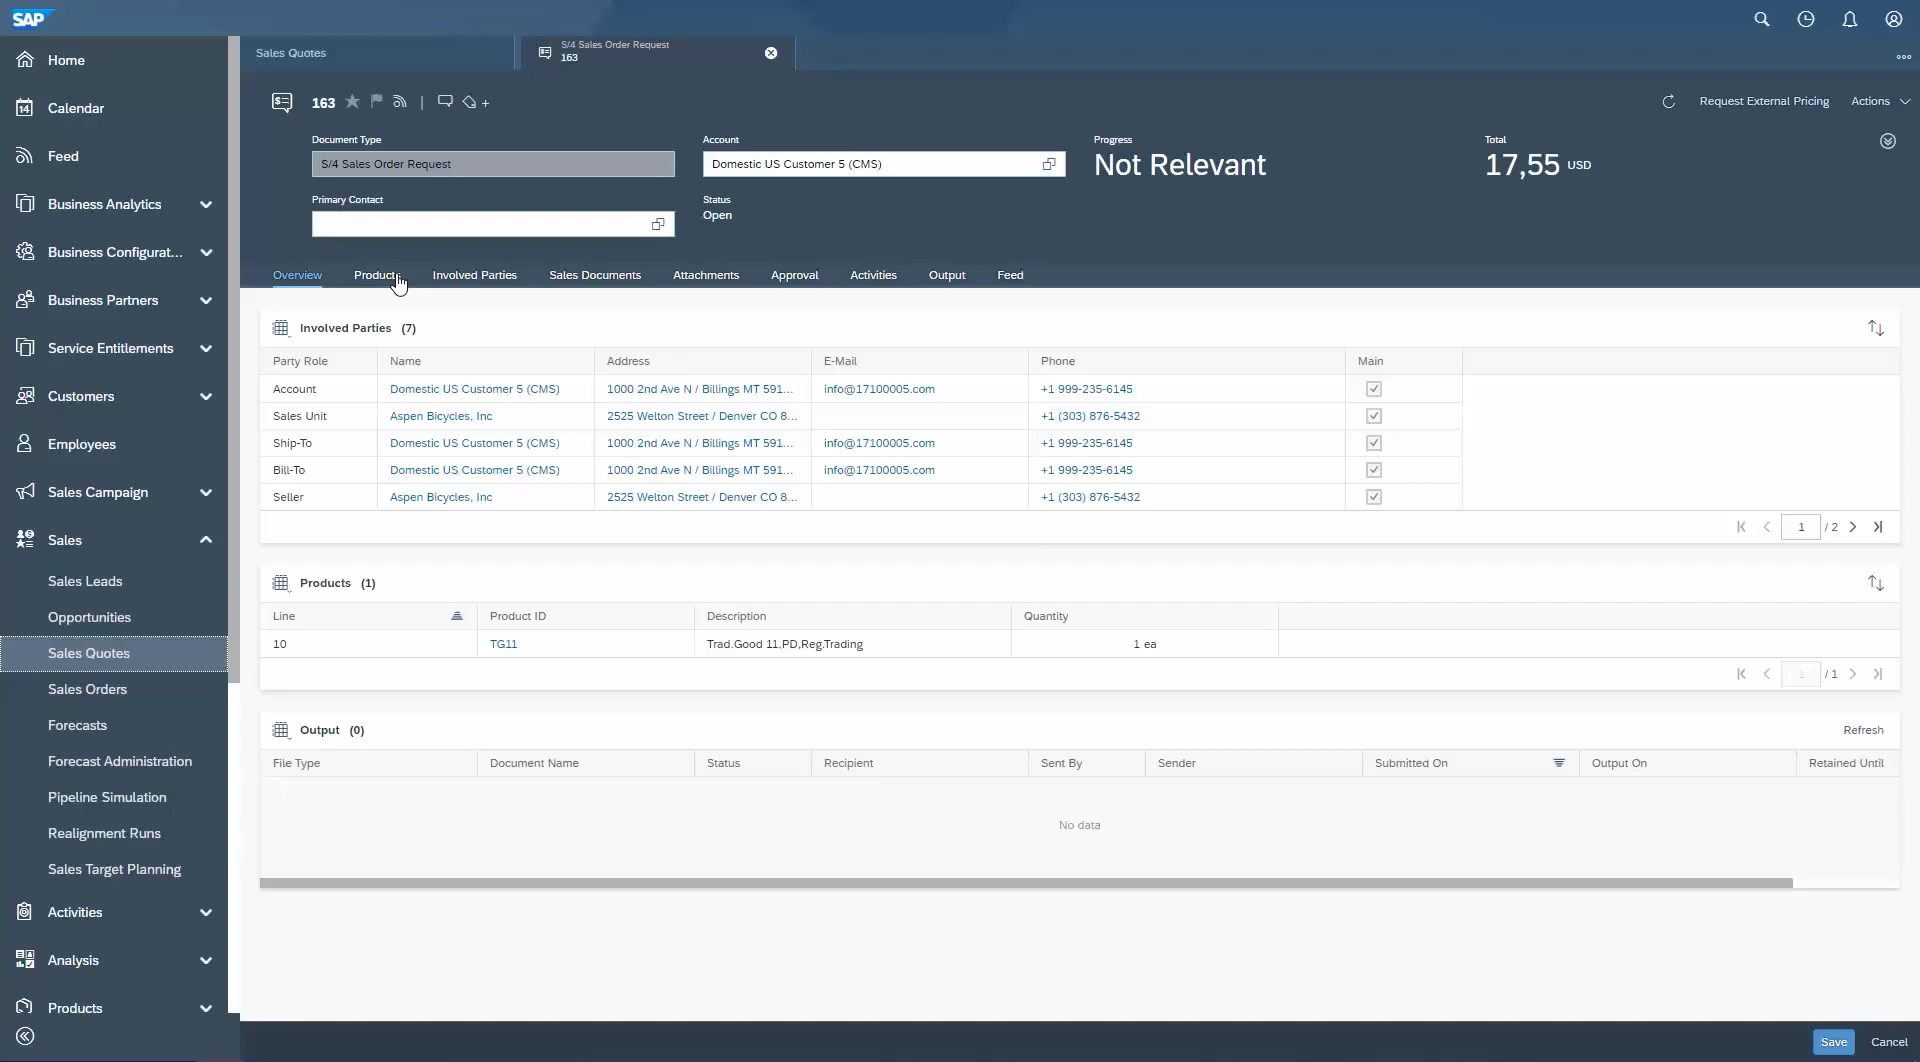 SAP
Home
Calendar
Feed
Business Analytics
Business Configurat...
Business Partners
Service Entitlements
Customers
Employees
Sales Campaign
Sales
Sales Leads
Opportunities
Sales Quotes
Sales Orders
Forecasts
Forecast Administration
Pipeline Simulation
Realignment Runs
Sales Target Planning
Activities
Analysis
Products
Sales Quotes
S/4 Sales Order Request
163
163
Request External Pricing Actions
Document Type
S/4 Sales Order Request
Account
Domestic US Customer 5 (CMS)
Progress
Not Relevant
Total
17,55 USD
Primary Contact
Status
Open
Overview Products Involved Parties Sales Documents Attachments Approval Activities Output Feed
Involved Parties (7)
Party Role Name Address E-Mail Phone Main
Account Domestic US Customer 5 (CMS) 1000 2nd Ave N / Billings MT 591... info@17100005.com +1 999-235-6145
Sales Unit Aspen Bicycles, Inc 2525 Welton Street / Denver CO 8... +1 (303) 876-5432
Ship-To Domestic US Customer 5 (CMS) 1000 2nd Ave N / Billings MT 591... info@17100005.com +1 999-235-6145
Bill-To Domestic US Customer 5 (CMS) 1000 2nd Ave N / Billings MT 591... info@17100005.com +1 999-235-6145
Seller Aspen Bicycles, Inc 2525 Welton Street / Denver CO 8... +1 (303) 876-5432
1 / 2
Products (1)
Line Product ID Description Quantity
10 TG11 Trad.Good 11,PD,Reg.Trading 1 ea
1 / 1
Output (0)
Refresh
File Type Document Name Status Recipient Sent By Sender Submitted On Output On Retained Until
No data
Save Cancel